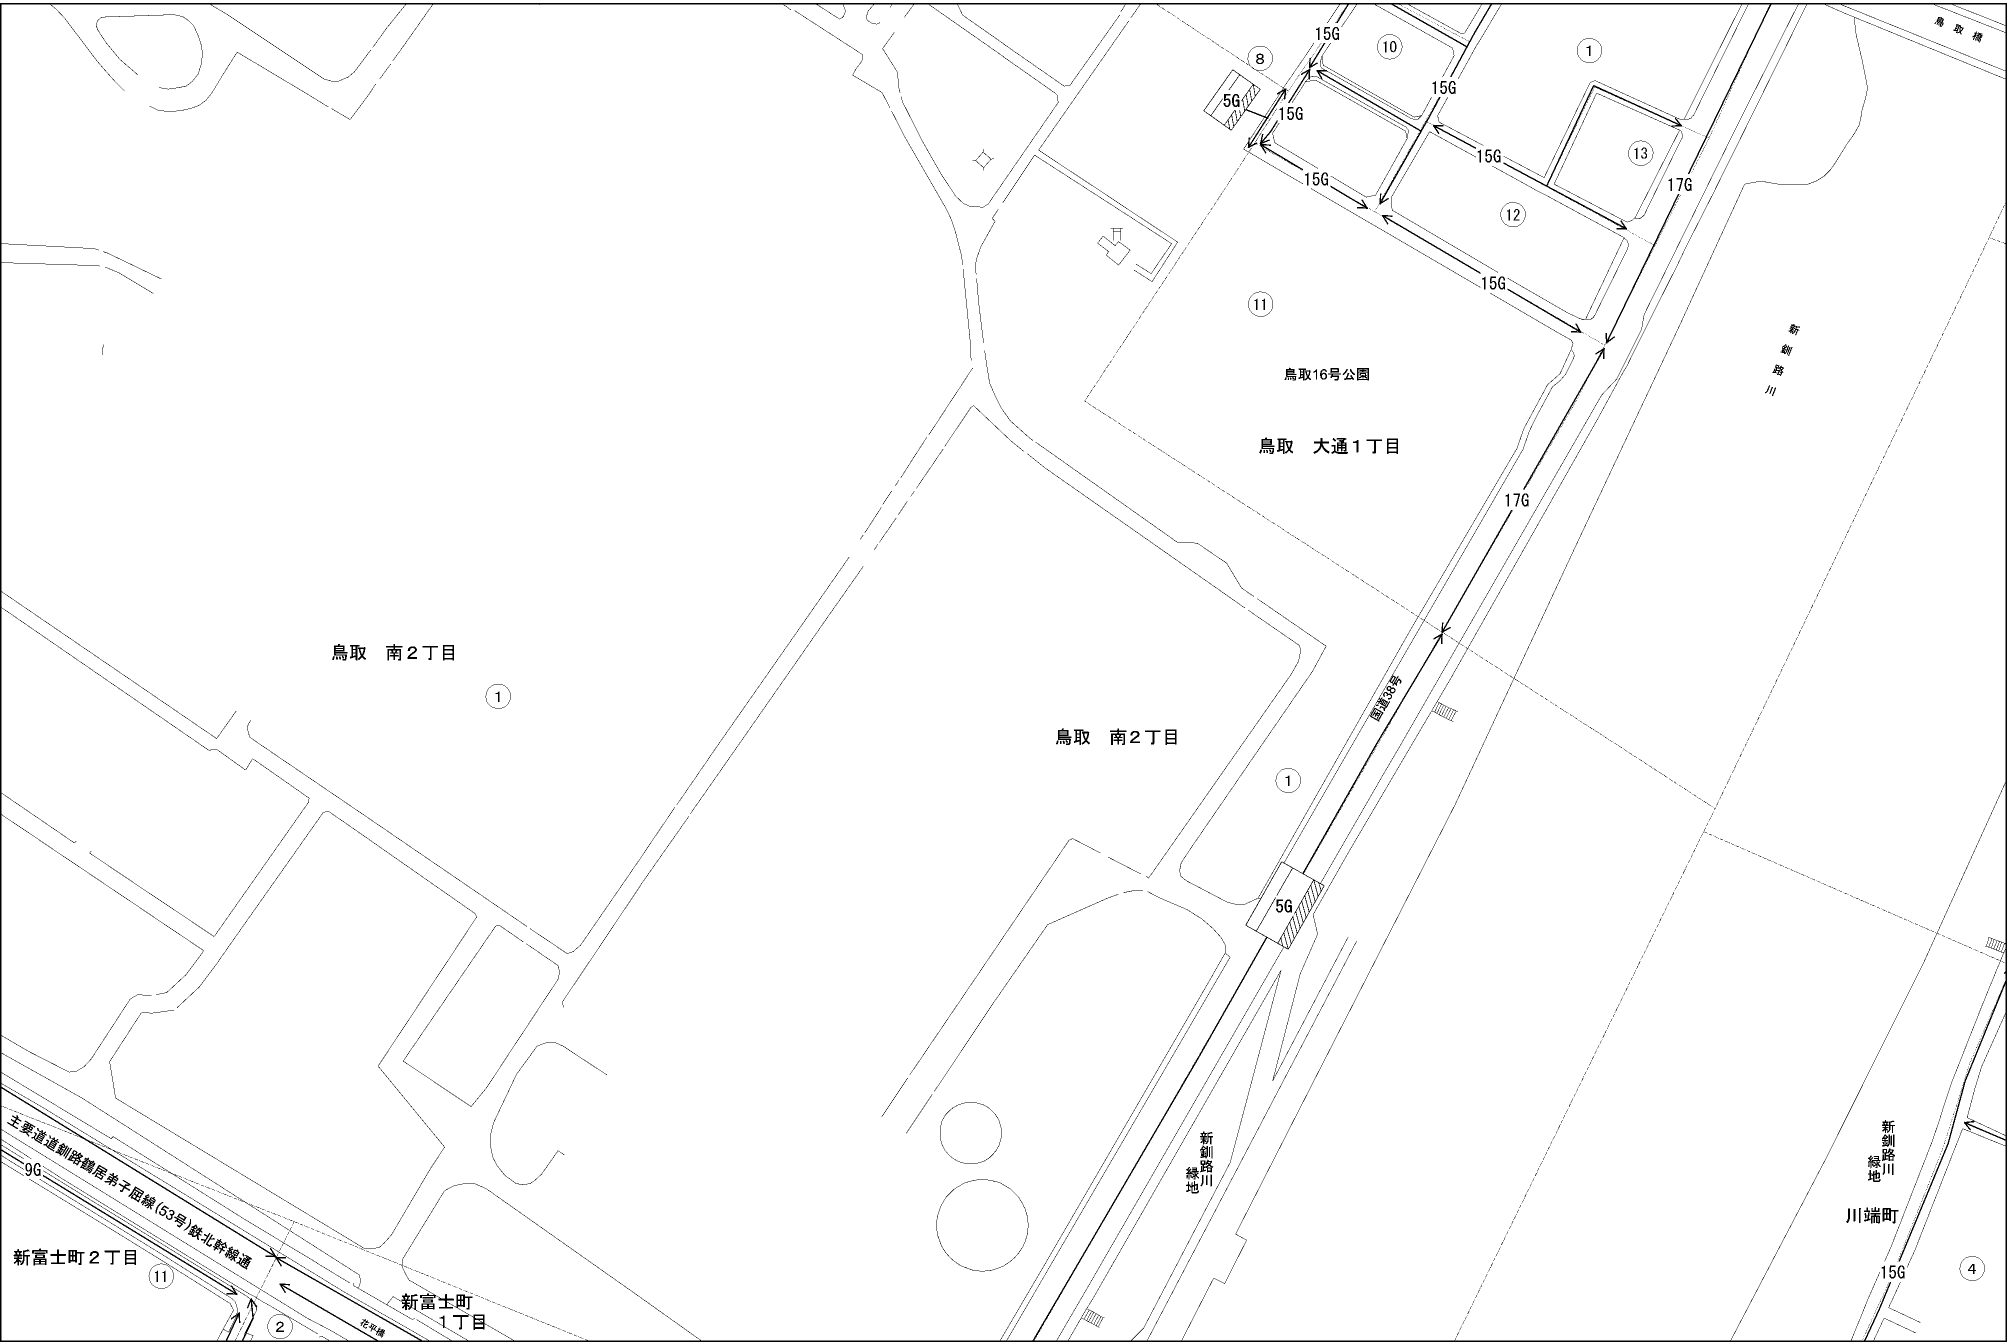 鳥取橋
15G
⑧
⑩
①
15G
5G
15G
⑬
15G
15G
17G
⑫
15G
⑪
新釧路川
鳥取16号公園
鳥取　大通１丁目
17G
鳥取　南２丁目
①
国道38号
鳥取　南２丁目
①
5G
主要道道釧路鶴居弟子屈線(53号)鉄北幹線通
9G
新釧路川
緑地
新釧路川
緑地
川端町
新富士町２丁目
⑪
15G
④
新富士町
１丁目
②
花平橋